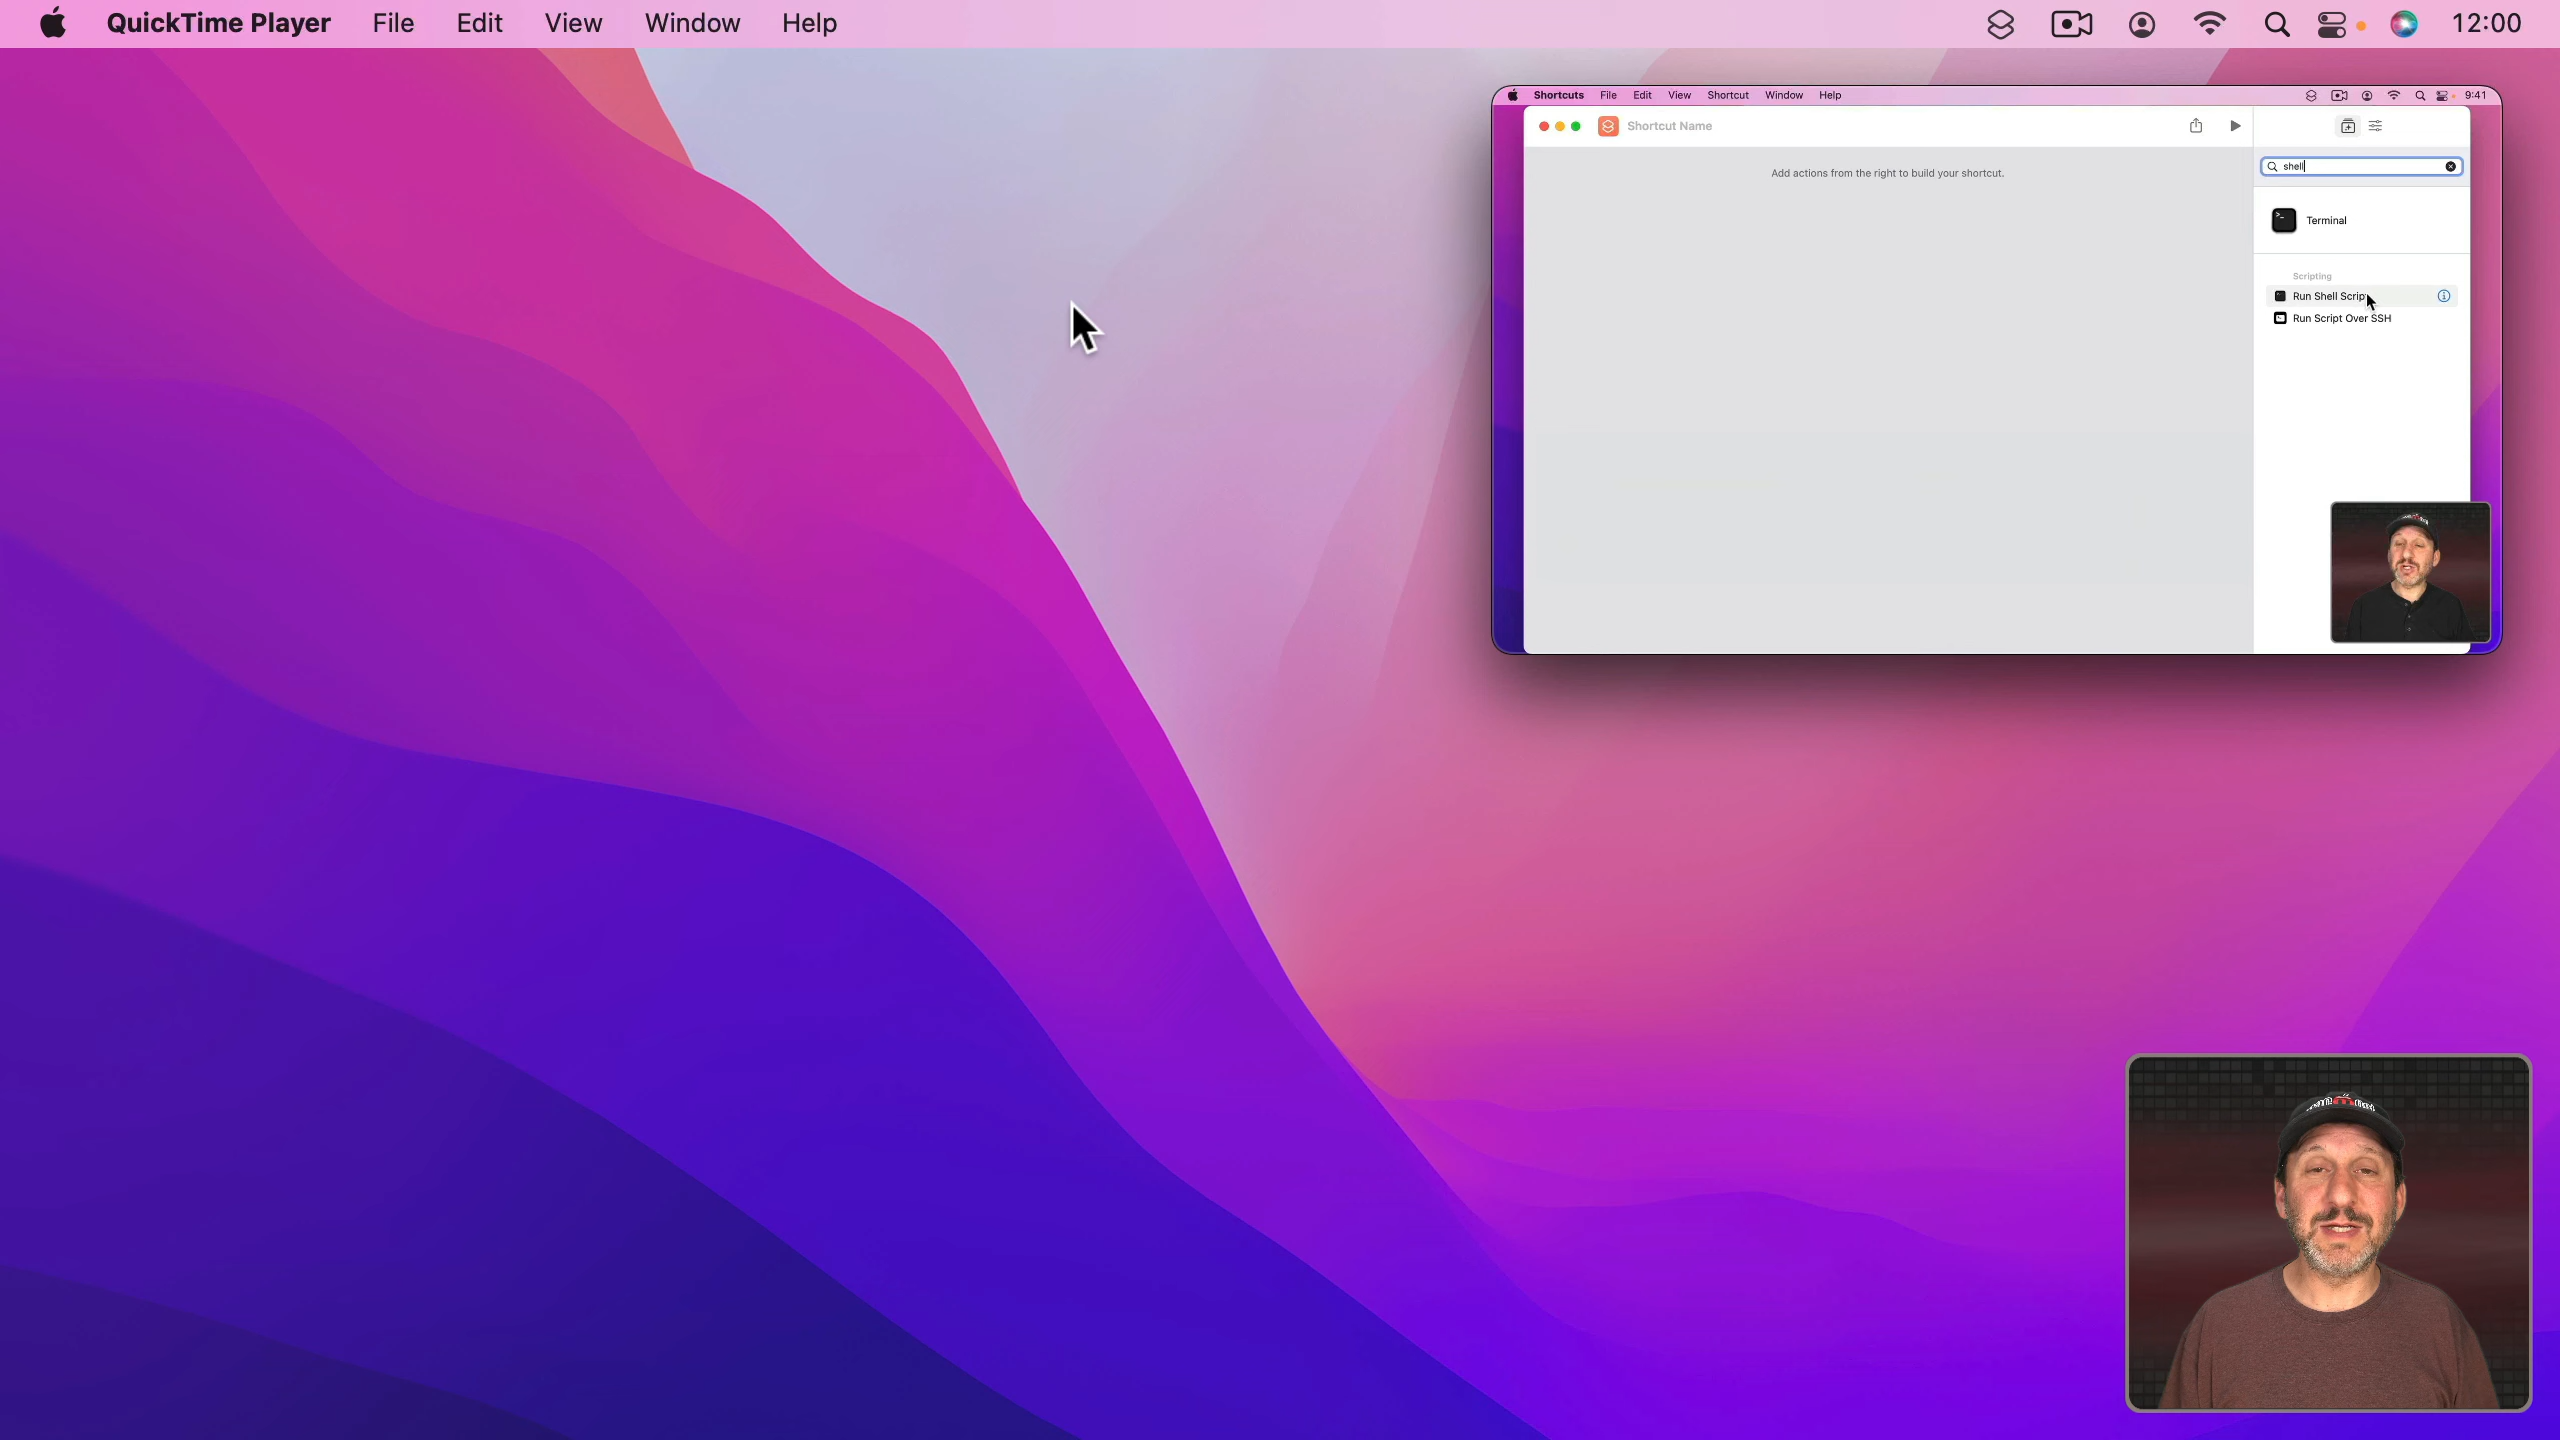 QuickTime Player File Edit View Window Help 12:00
Shortcuts File Edit View Shortcut Window Help 9:41
Shortcut Name
Add actions from the right to build your shortcut.
shell
Terminal
Scripting
Run Shell Script
Run Script Over SSH